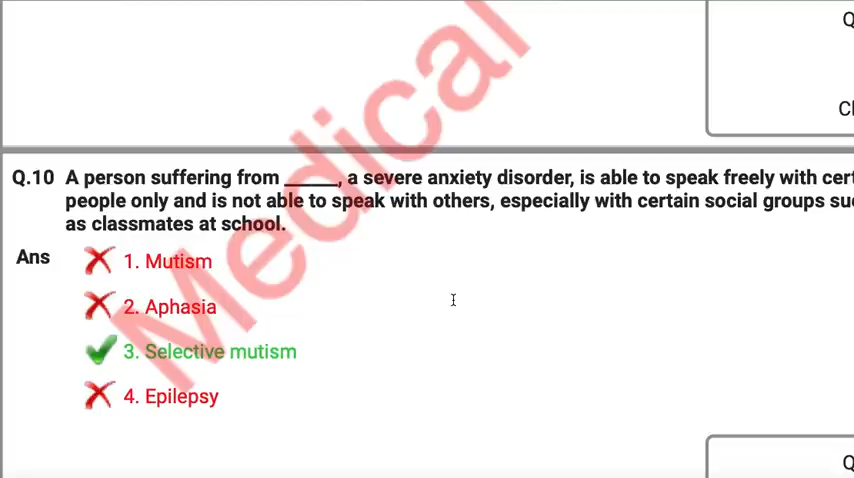 Q
Cl
Q.10 A person suffering from _____, a severe anxiety disorder, is able to speak freely with cert
people only and is not able to speak with others, especially with certain social groups su
as classmates at school.
Ans
1. Mutism
2. Aphasia
3. Selective mutism
4. Epilepsy
Medical
Q